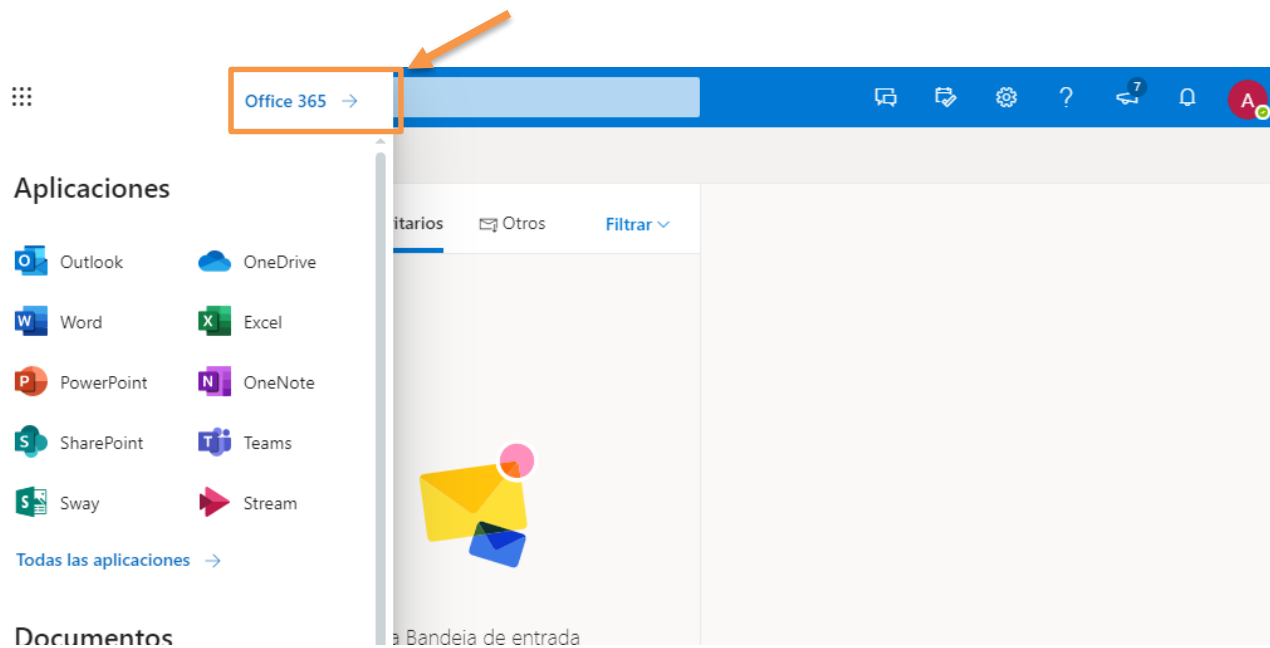 Office 365 →
7
A
Aplicaciones
itarios
Otros
Filtrar
Outlook
OneDrive
Word
Excel
PowerPoint
OneNote
SharePoint
Teams
Sway
Stream
Todas las aplicaciones →
Documentos
a Bandeja de entrada